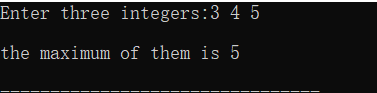 Enter three integers:3 4 5
the maximum of them is 5
--------------------------------